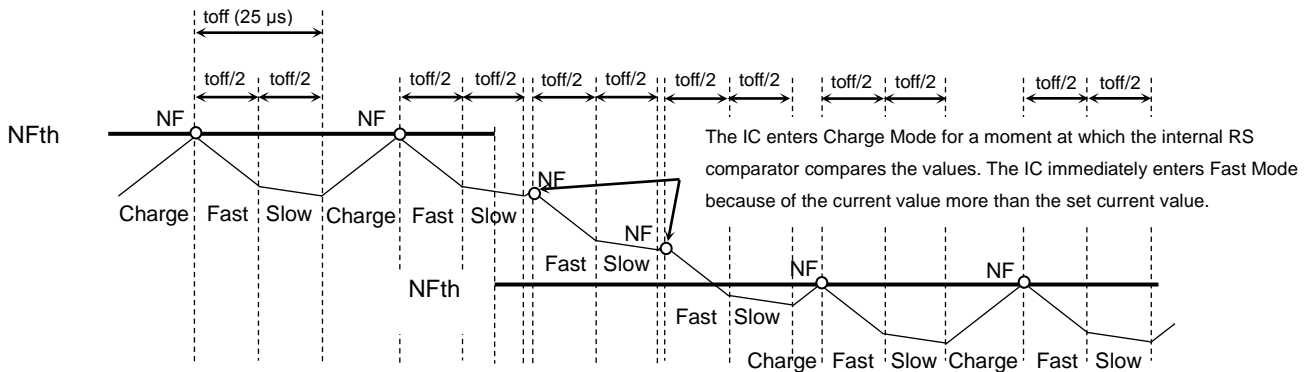 toff (25 µs)
toff/2 toff/2 toff/2 toff/2 toff/2 toff/2 toff/2 toff/2 toff/2 toff/2 toff/2 toff/2
NFth
NF NF
The IC enters Charge Mode for a moment at which the internal RS
comparator compares the values. The IC immediately enters Fast Mode
because of the current value more than the set current value.
NF
Charge Fast Slow Charge Fast Slow
NF
Fast Slow
NFth
NF NF
Fast Slow
Charge Fast Slow Charge Fast Slow